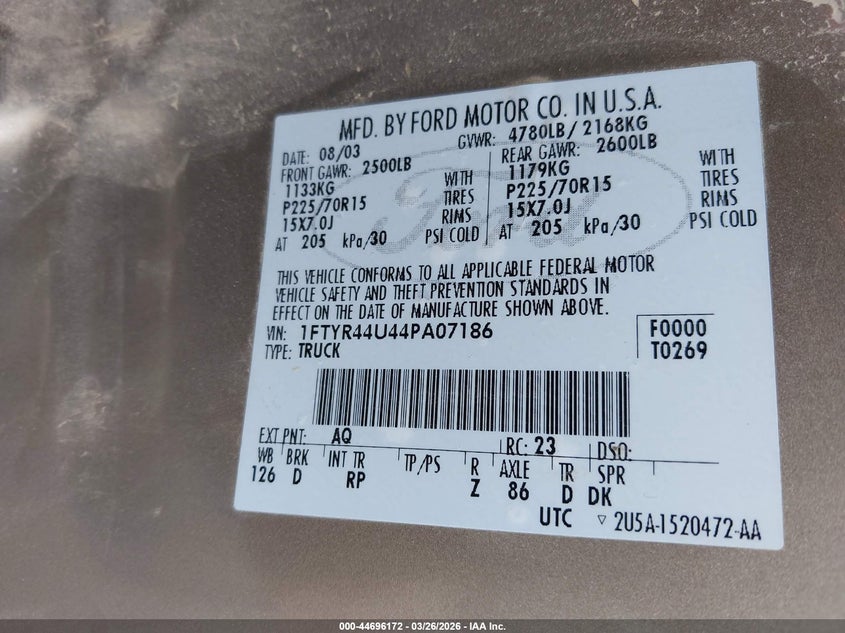 MFD. BY FORD MOTOR CO. IN U.S.A.
DATE: 08/03 GVWR: 4780LB/ 2168KG
FRONT GAWR: 2500LB REAR GAWR: 2600LB
1133KG WITH 1179KG WITH
P225/70R15 TIRES P225/70R15 TIRES
15X7.0J RIMS 15X7.0J RIMS
AT 205 kPa/30 PSI COLD AT 205 kPa/30 PSI COLD
Ford
THIS VEHICLE CONFORMS TO ALL APPLICABLE FEDERAL MOTOR
VEHICLE SAFETY AND THEFT PREVENTION STANDARDS IN
EFFECT ON THE DATE OF MANUFACTURE SHOWN ABOVE.
VIN: 1FTYR44U44PA07186 F0000
TYPE: TRUCK T0269
EXT PNT: AQ RC: 23 DSO:
WB BRK INT TR TP/PS R AXLE TR SPR
126 D RP Z 86 D DK
UTC ▽ 2U5A-1520472-AA
000-44696172 — 03/26/2026 — IAA Inc.